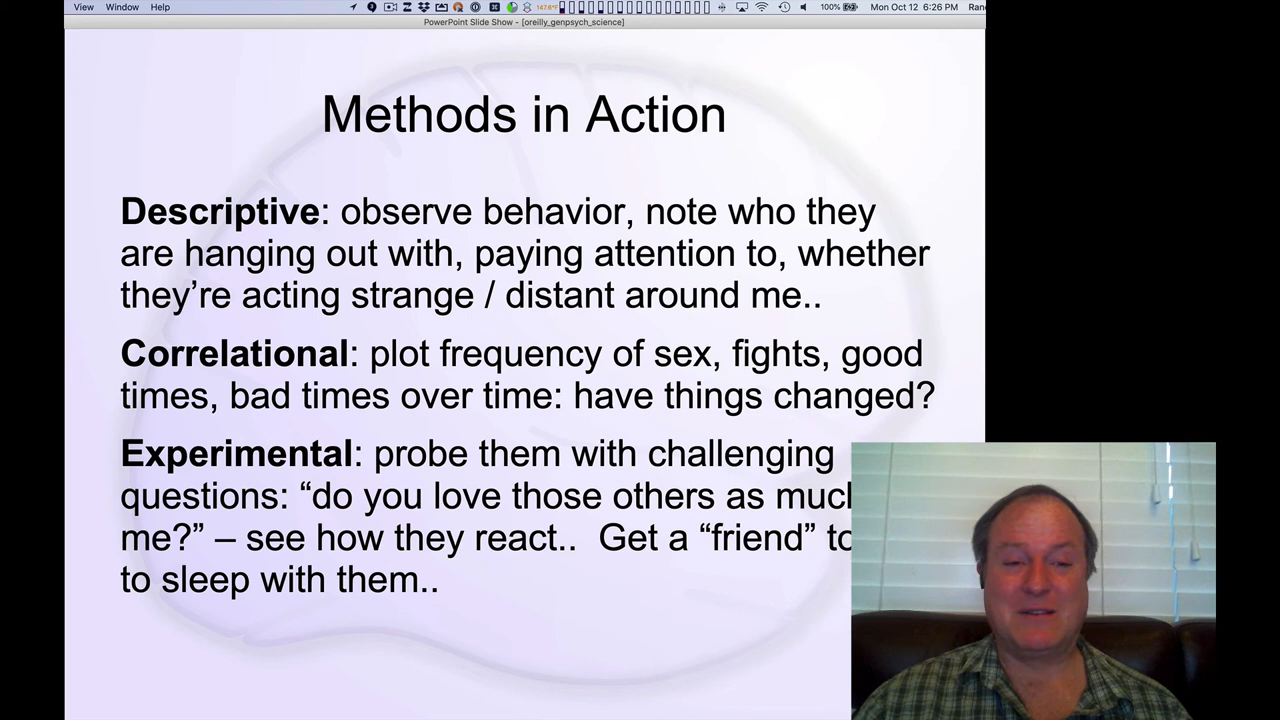 View Window Help 147.6°F 100% Mon Oct 12 6:26 PM Rand
PowerPoint Slide Show - [oreilly_genpsych_science]
Methods in Action
Descriptive: observe behavior, note who they
are hanging out with, paying attention to, whether
they’re acting strange / distant around me..
Correlational: plot frequency of sex, fights, good
times, bad times over time: have things changed?
Experimental: probe them with challenging
questions: “do you love those others as much
me?” – see how they react.. Get a “friend” to
to sleep with them..